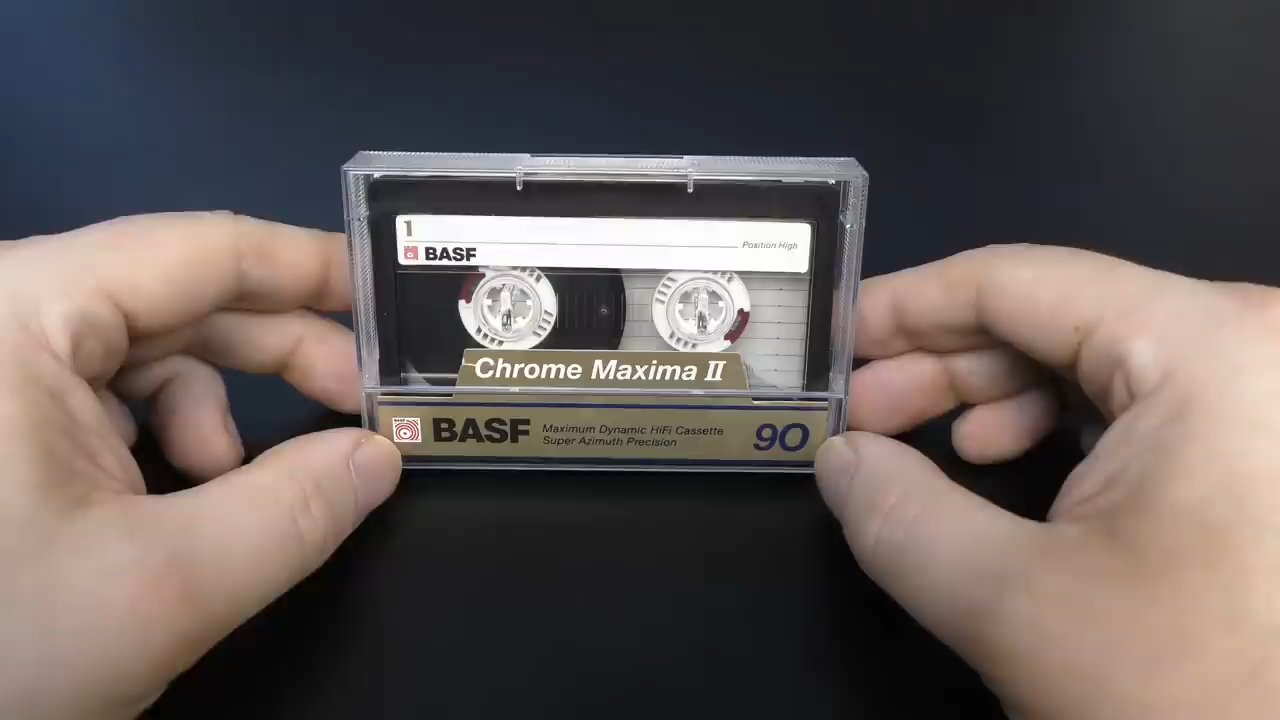 1
BASF
Position High
Chrome Maxima II
BASF
Maximum Dynamic HiFi Cassette
Super Azimuth Precision
90